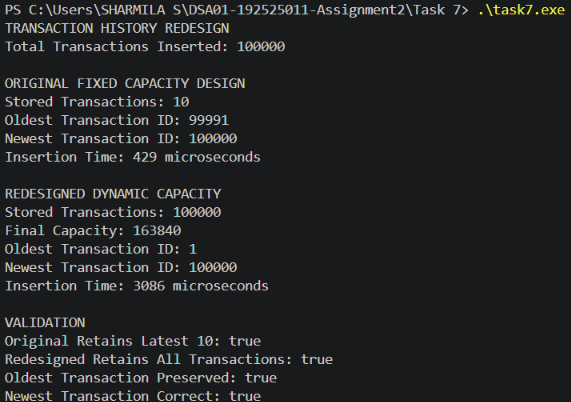 PS C:\Users\SHARMILA S\DSA01-192525011-Assignment2\Task 7> .\task7.exe
TRANSACTION HISTORY REDESIGN
Total Transactions Inserted: 100000

ORIGINAL FIXED CAPACITY DESIGN
Stored Transactions: 10
Oldest Transaction ID: 99991
Newest Transaction ID: 100000
Insertion Time: 429 microseconds

REDESIGNED DYNAMIC CAPACITY
Stored Transactions: 100000
Final Capacity: 163840
Oldest Transaction ID: 1
Newest Transaction ID: 100000
Insertion Time: 3086 microseconds

VALIDATION
Original Retains Latest 10: true
Redesigned Retains All Transactions: true
Oldest Transaction Preserved: true
Newest Transaction Correct: true